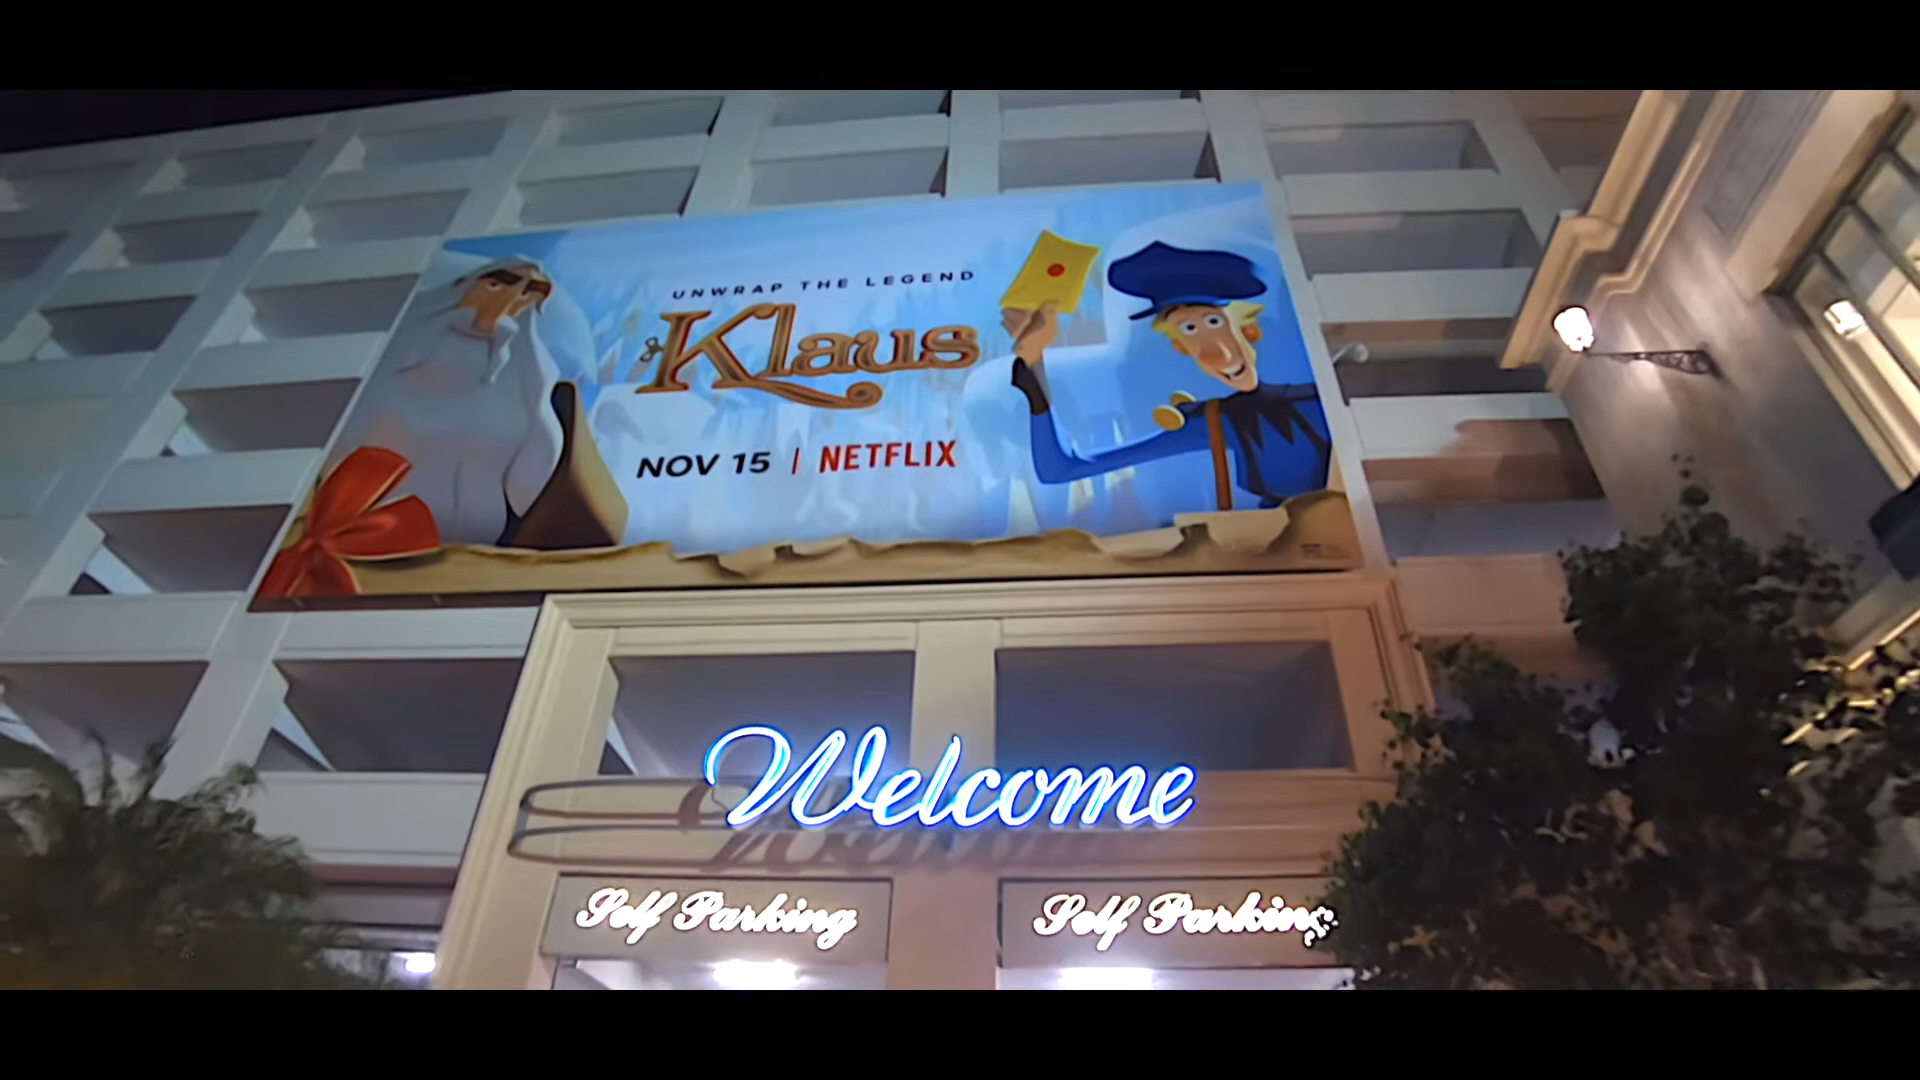 UNWRAP THE LEGEND
Klaus
NOV 15 | NETFLIX
Welcome
Self Parking
Self Parking